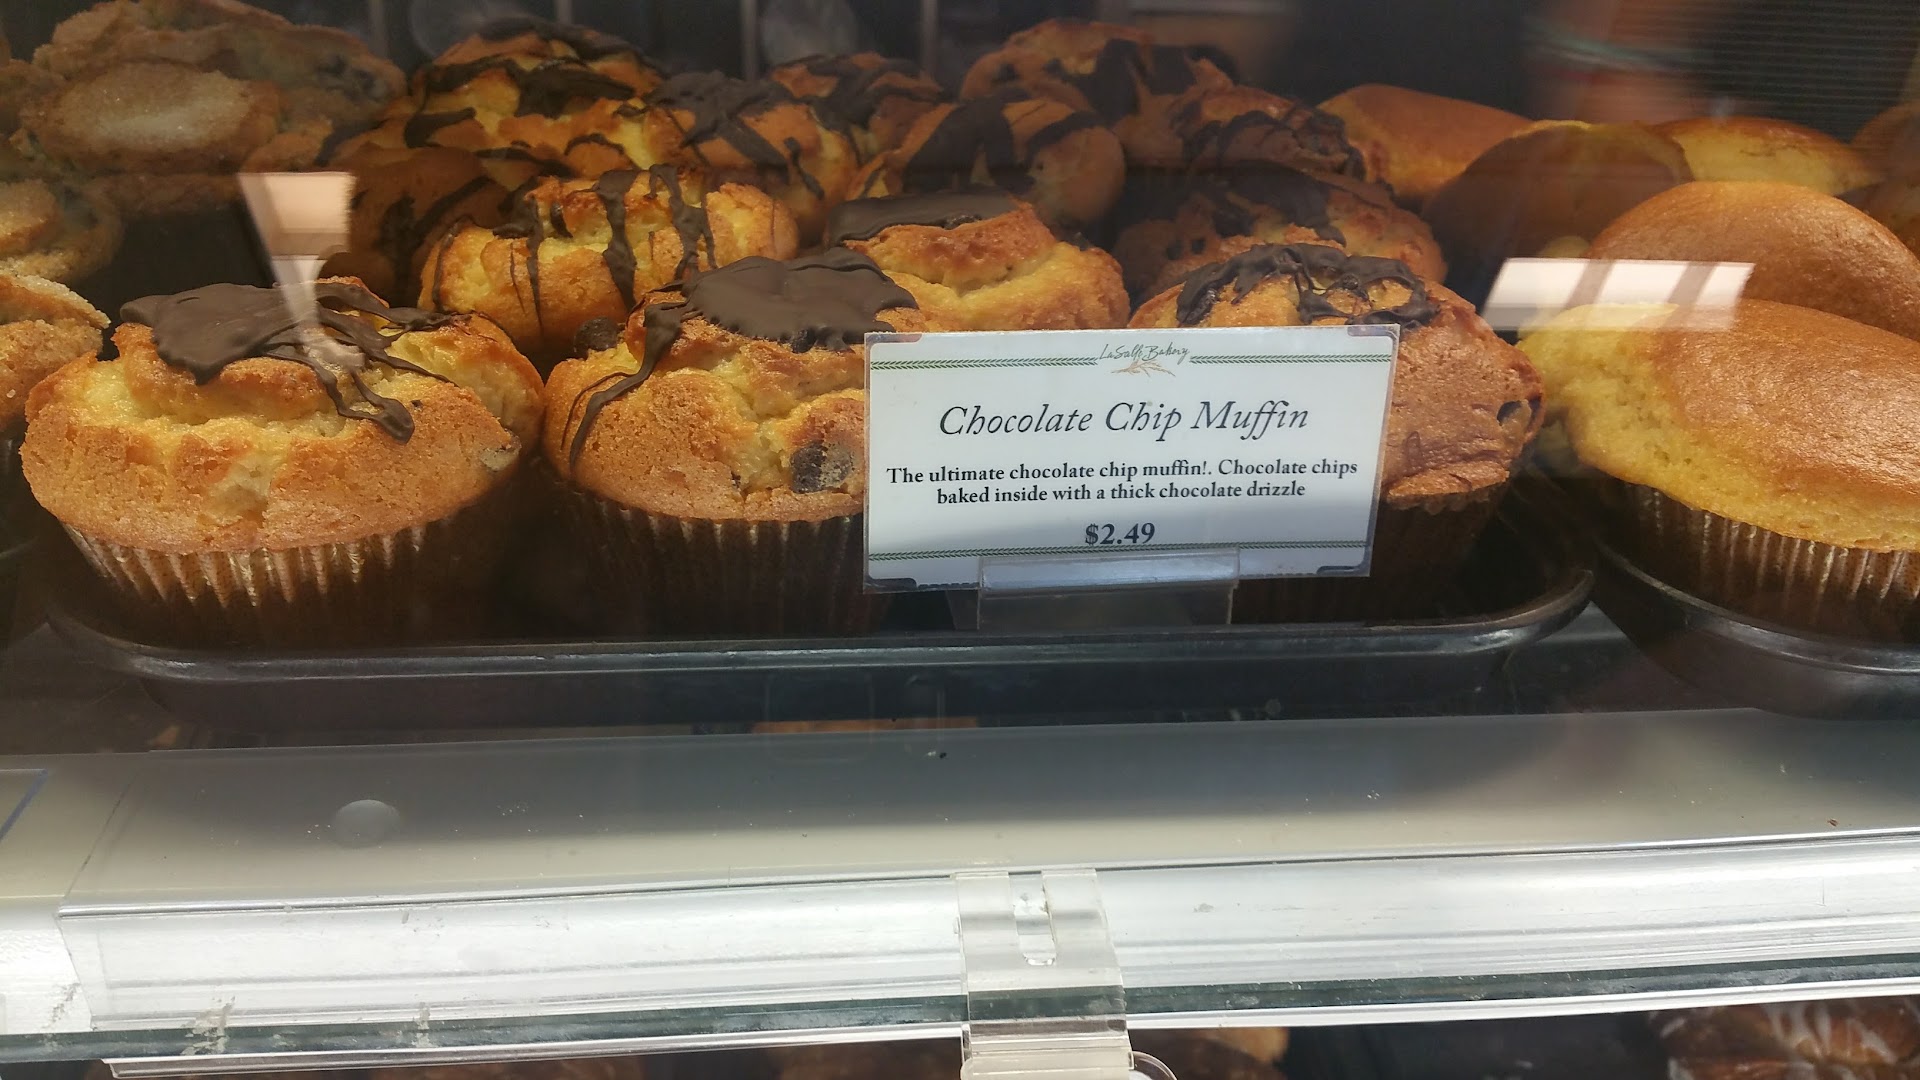 LaSalle Bakery
Chocolate Chip Muffin
The ultimate chocolate chip muffin!. Chocolate chips
baked inside with a thick chocolate drizzle
$2.49